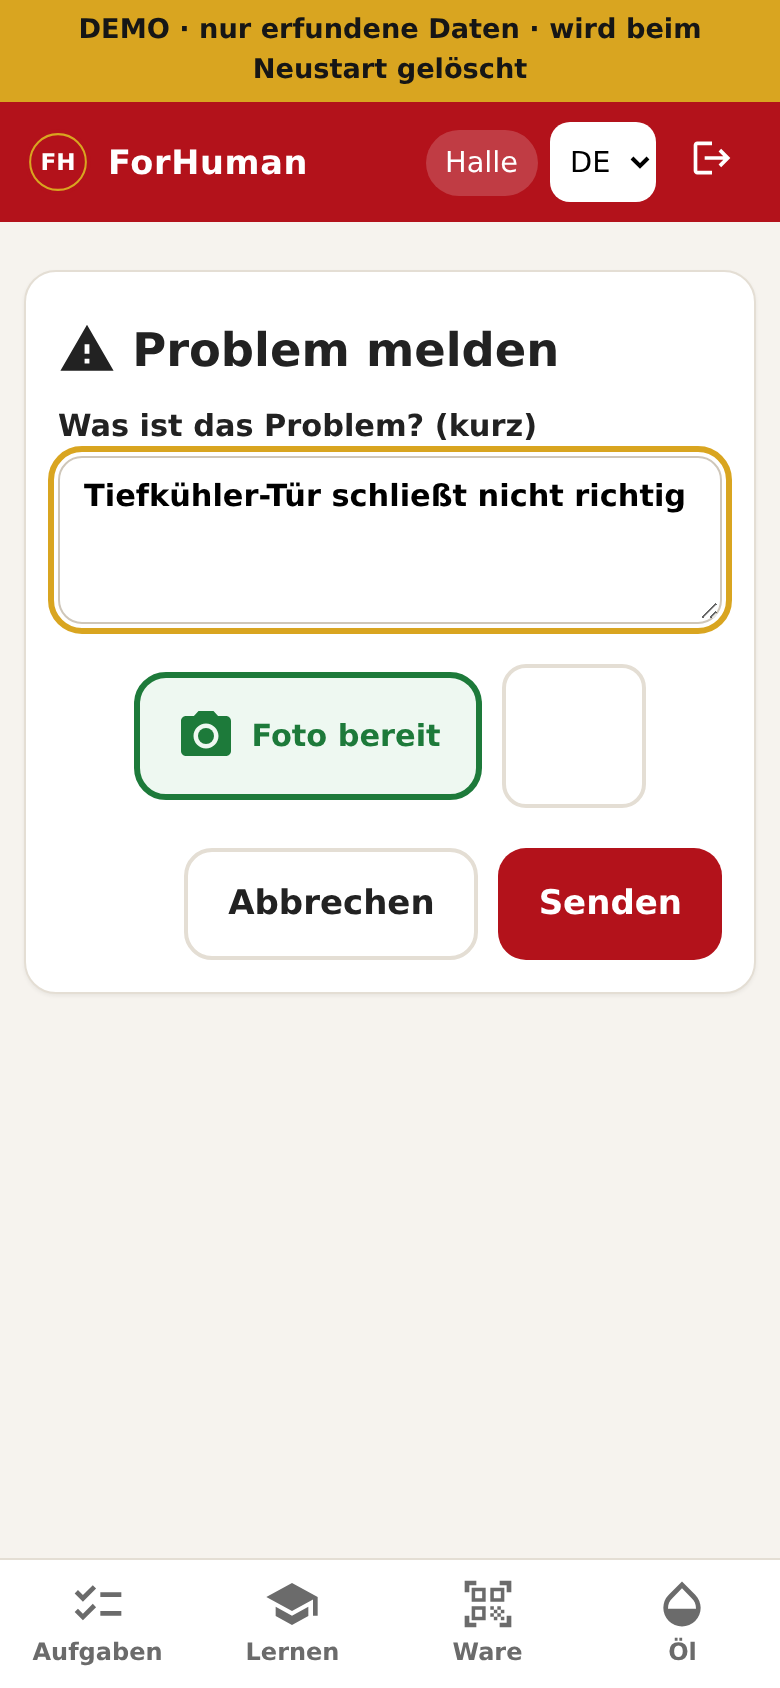 DEMO · nur erfundene Daten · wird beim
Neustart gelöscht
FH ForHuman Halle DE
Problem melden
Was ist das Problem? (kurz)
Tiefkühler-Tür schließt nicht richtig
Foto bereit
Abbrechen Senden
Aufgaben Lernen Ware Öl